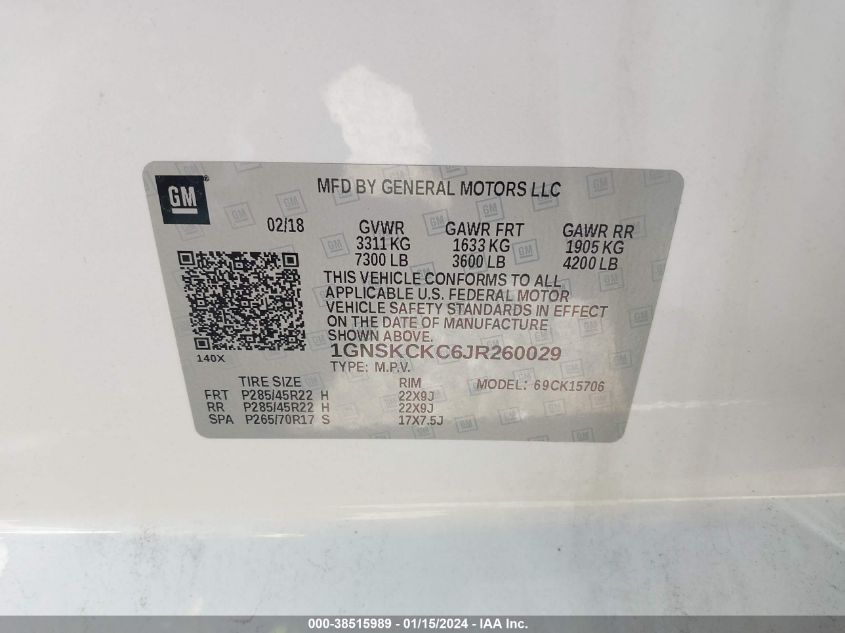 GM ®
MFD BY GENERAL MOTORS LLC
02/18 GVWR GAWR FRT GAWR RR
3311 KG 1633 KG 1905 KG
7300 LB 3600 LB 4200 LB
THIS VEHICLE CONFORMS TO ALL
APPLICABLE U.S. FEDERAL MOTOR
VEHICLE SAFETY STANDARDS IN EFFECT
ON THE DATE OF MANUFACTURE
SHOWN ABOVE.
140X
1GNSKCKC6JR260029
TYPE: M.P.V.
TIRE SIZE RIM MODEL: 69CK15706
FRT P285/45R22 H 22X9J
RR P285/45R22 H 22X9J
SPA P265/70R17 S 17X7.5J
000-38515989 - 01/15/2024 - IAA Inc.